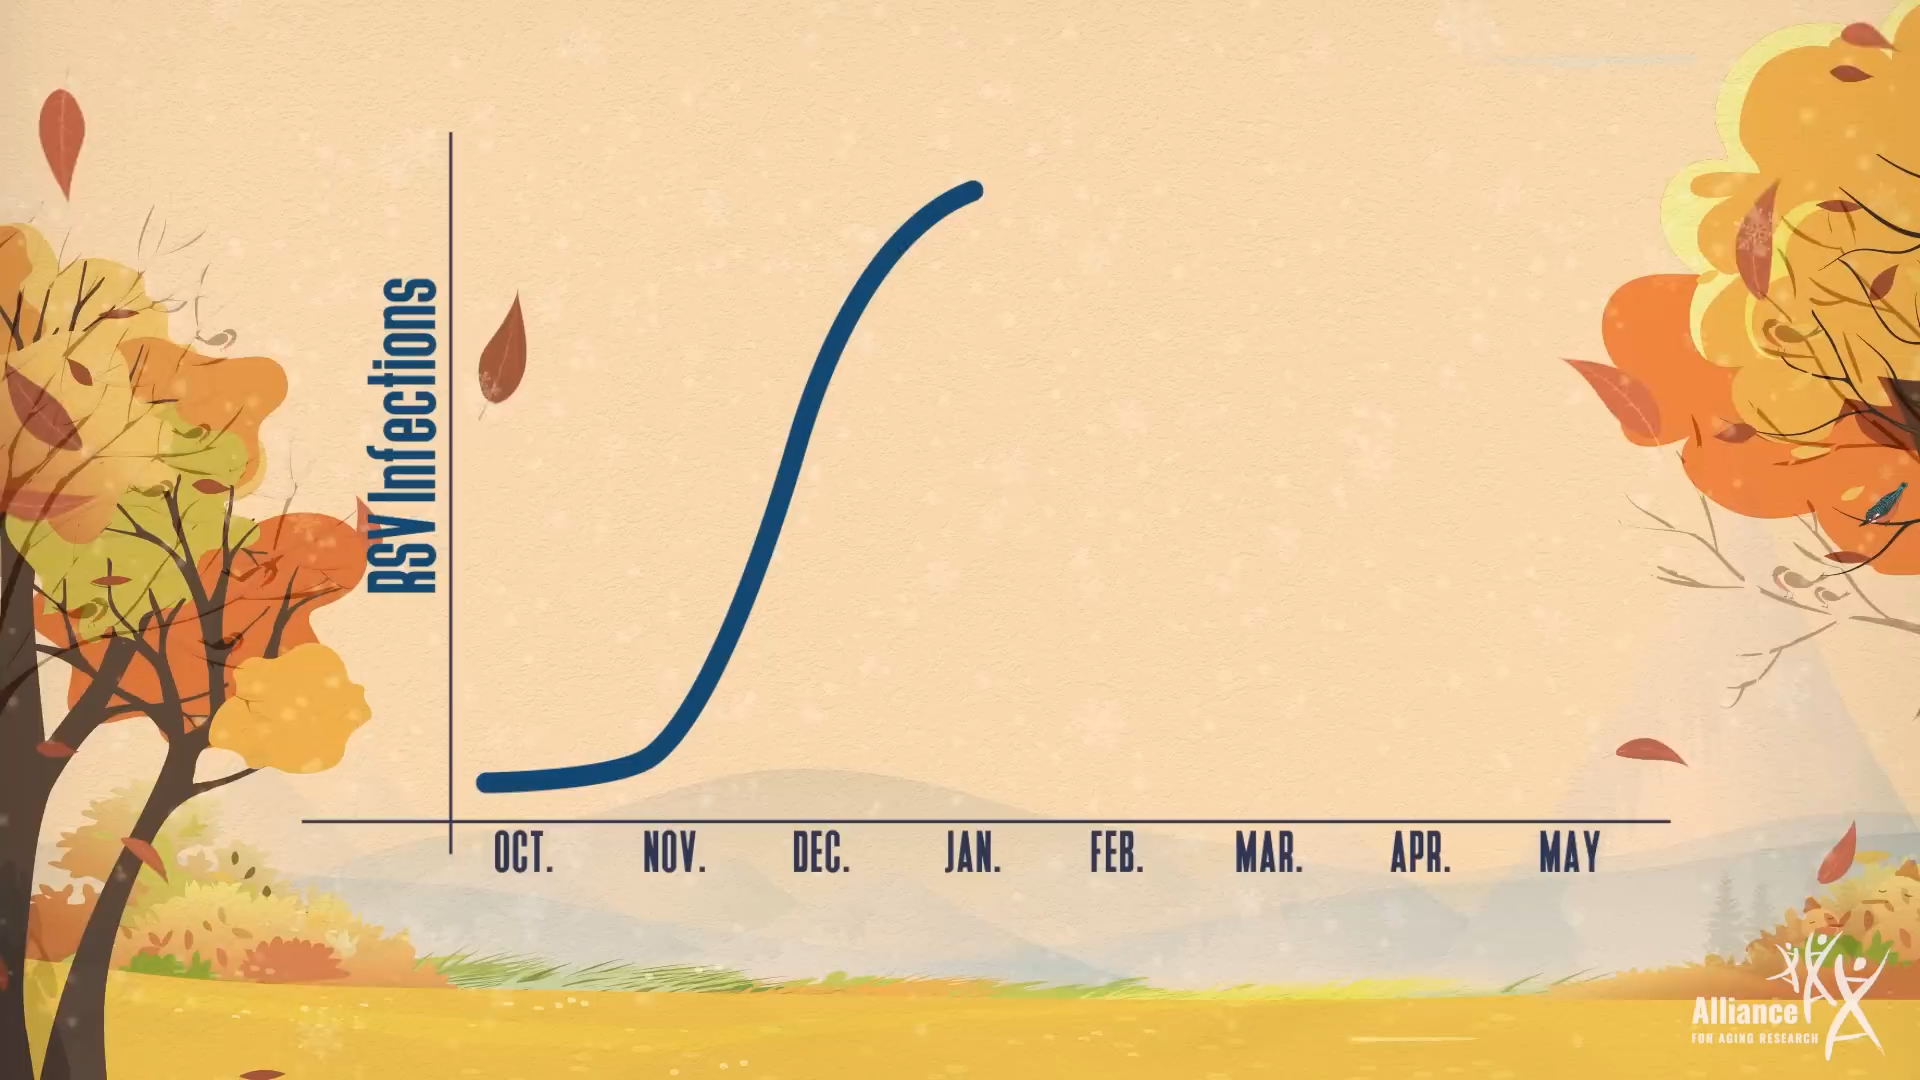 RSV Infections
OCT. NOV. DEC. JAN. FEB. MAR. APR. MAY
Alliance
FOR AGING RESEARCH